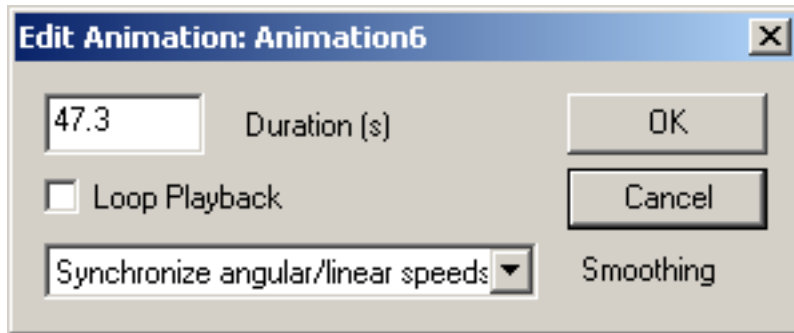 Edit Animation: Animation6
47.3 Duration (s) OK
Loop Playback Cancel
Synchronize angular/linear speeds Smoothing